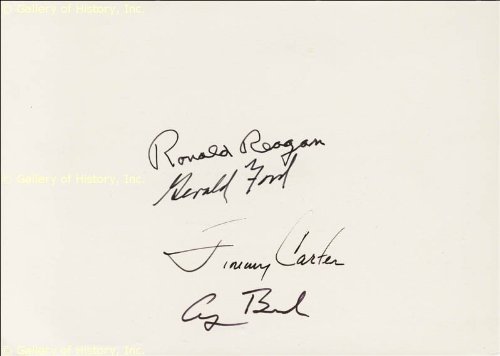 © Gallery of History, Inc.
Ronald Reagan
© Gallery of History, Inc.
Gerald Ford
Jimmy Carter
© Gallery of History, Inc.